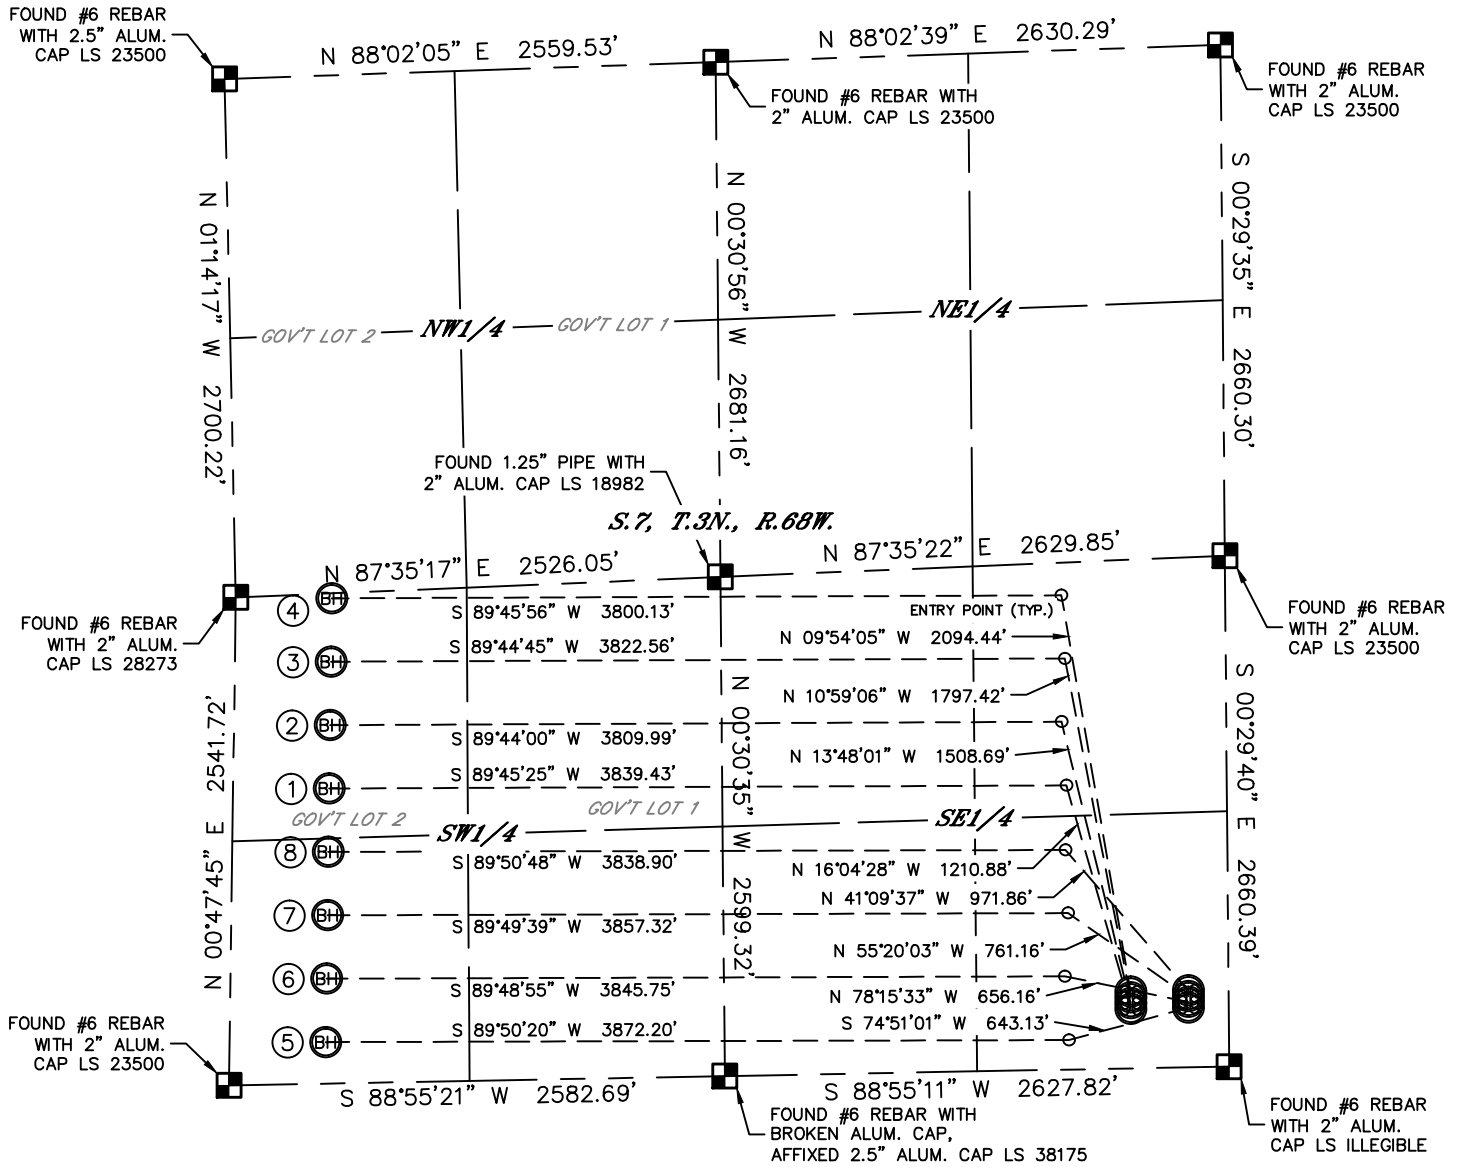 FOUND #6 REBAR
WITH 2.5" ALUM.
CAP LS 23500
N 88°02'05" E 2559.53'
N 88°02'39" E 2630.29'
FOUND #6 REBAR WITH
2" ALUM. CAP LS 23500
FOUND #6 REBAR
WITH 2" ALUM.
CAP LS 23500
N 01°14'17" W 2700.22'
N 00°30'56" W 2681.16'
S 00°29'35" E 2660.30'
GOV'T LOT 2
NW1/4
GOV'T LOT 1
NE1/4
FOUND 1.25" PIPE WITH
2" ALUM. CAP LS 18982
S.7, T.3N., R.68W.
N 87°35'17" E 2526.05'
N 87°35'22" E 2629.85'
FOUND #6 REBAR
WITH 2" ALUM.
CAP LS 28273
FOUND #6 REBAR
WITH 2" ALUM.
CAP LS 23500
4 BH
S 89°45'56" W 3800.13'
ENTRY POINT (TYP.)
N 09°54'05" W 2094.44'
3 BH
S 89°44'45" W 3822.56'
N 10°59'06" W 1797.42'
2 BH
S 89°44'00" W 3809.99'
N 13°48'01" W 1508.69'
1 BH
S 89°45'25" W 3839.43'
N 00°47'45" E 2541.72'
N 00°30'35" W 2599.32'
S 00°29'40" E 2660.39'
GOV'T LOT 2
SW1/4
GOV'T LOT 1
SE1/4
8 BH
S 89°50'48" W 3838.90'
N 16°04'28" W 1210.88'
N 41°09'37" W 971.86'
7 BH
S 89°49'39" W 3857.32'
N 55°20'03" W 761.16'
6 BH
S 89°48'55" W 3845.75'
N 78°15'33" W 656.16'
5 BH
S 89°50'20" W 3872.20'
S 74°51'01" W 643.13'
FOUND #6 REBAR
WITH 2" ALUM.
CAP LS 23500
S 88°55'21" W 2582.69'
S 88°55'11" W 2627.82'
FOUND #6 REBAR WITH
BROKEN ALUM. CAP,
AFFIXED 2.5" ALUM. CAP LS 38175
FOUND #6 REBAR
WITH 2" ALUM.
CAP LS ILLEGIBLE